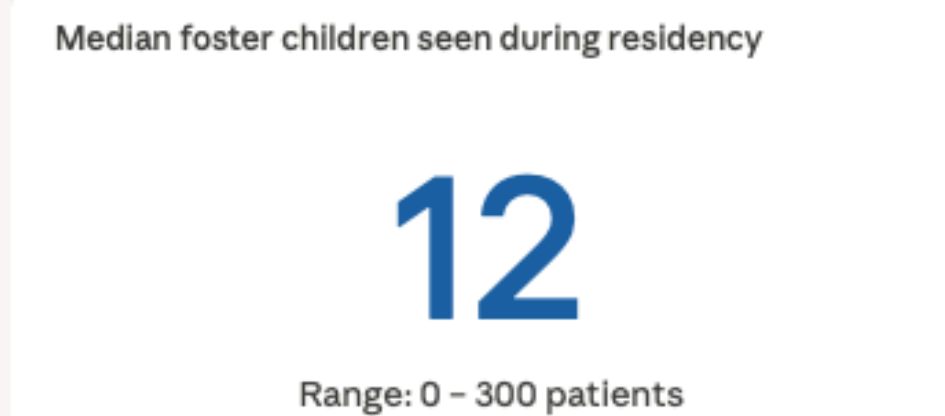 Median foster children seen during residency
12
Range: 0 – 300 patients